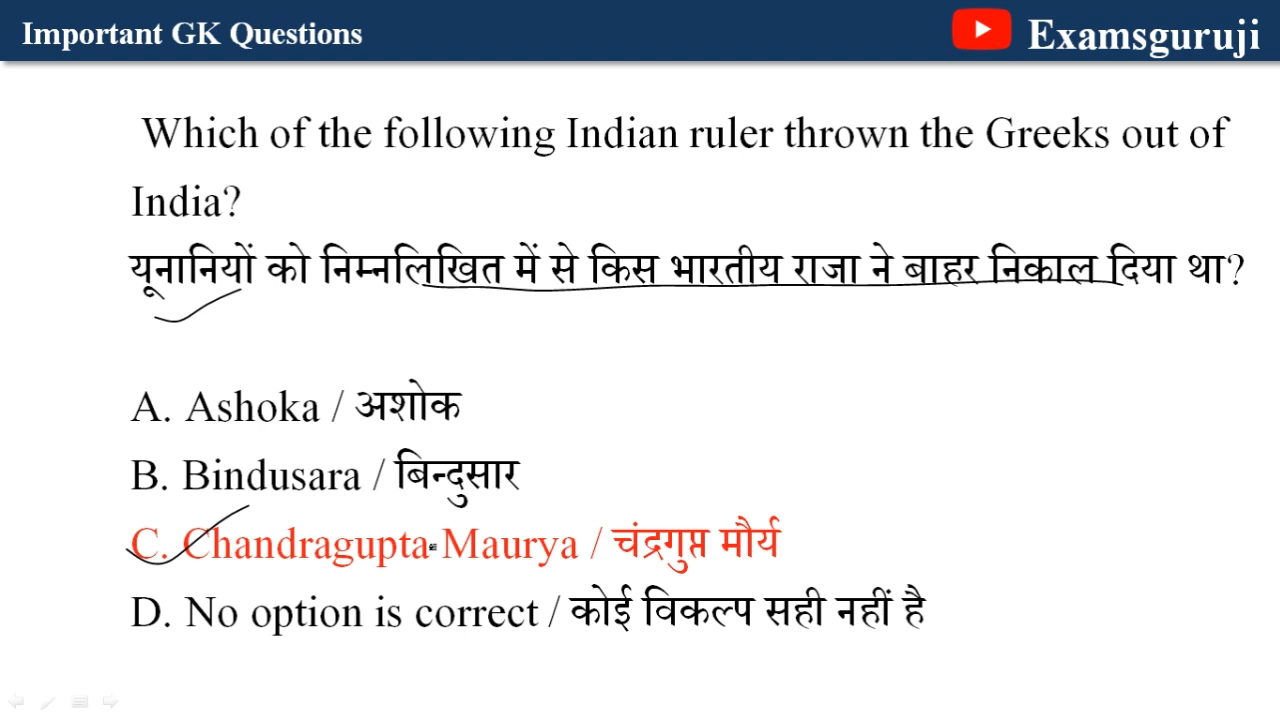 Important GK Questions
Examsguruji
Which of the following Indian ruler thrown the Greeks out of
India?
यूनानियों को निम्नलिखित में से किस भारतीय राजा ने बाहर निकाल दिया था?
A. Ashoka / अशोक
B. Bindusara / बिन्दुसार
C. Chandragupta Maurya / चंद्रगुप्त मौर्य
D. No option is correct / कोई विकल्प सही नहीं है